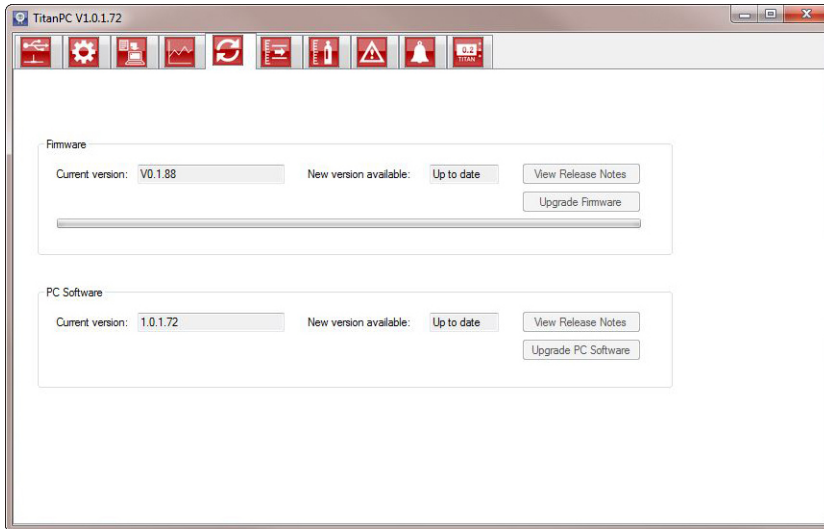 TitanPC V1.0.1.72
0.2
TITAN
Firmware
Current version: V0.1.88 New version available: Up to date View Release Notes
Upgrade Firmware
PC Software
Current version: 1.0.1.72 New version available: Up to date View Release Notes
Upgrade PC Software